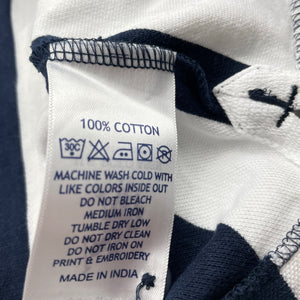 100% COTTON
30C
MACHINE WASH COLD WITH
LIKE COLORS INSIDE OUT
DO NOT BLEACH
MEDIUM IRON
TUMBLE DRY LOW
DO NOT DRY CLEAN
DO NOT IRON ON
PRINT & EMBROIDERY
MADE IN INDIA